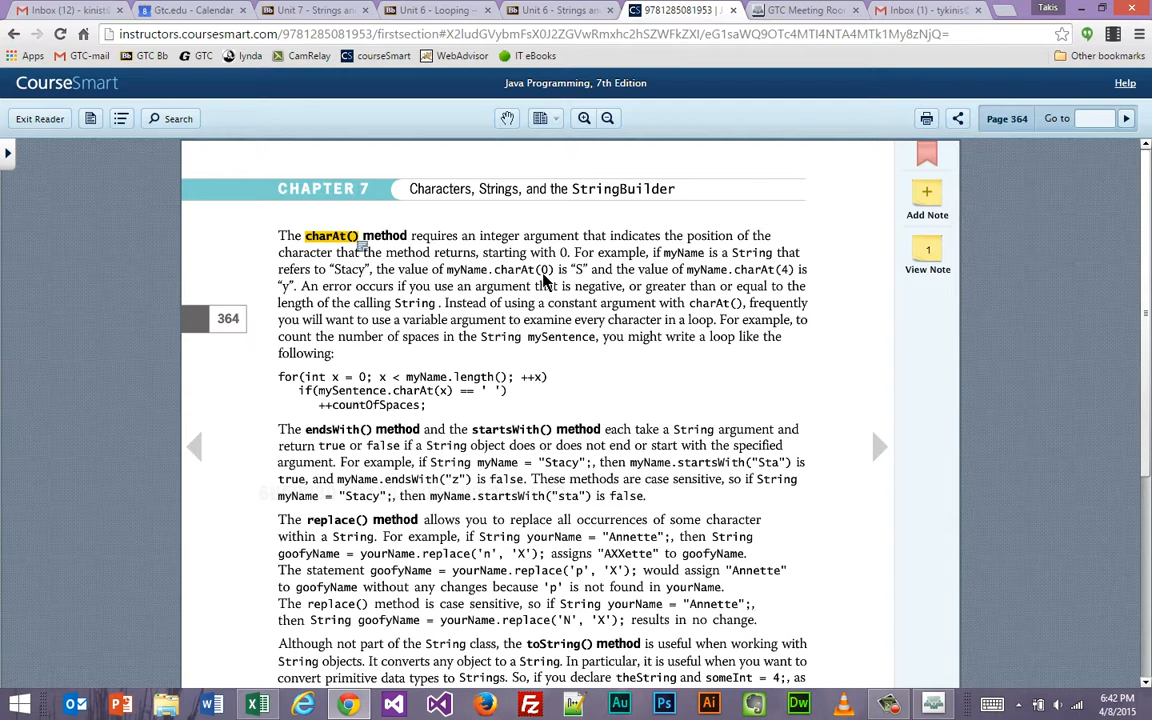 Inbox (12) - kinist
Gtc.edu - Calendar
Unit 7 - Strings and
Unit 6 - Looping –
Unit 6 - Strings and
9781285081953 | J
GTC Meeting Room
Inbox (1) - tykinis
Takis
instructors.coursesmart.com/9781285081953/firstsection#X2ludGVybmFsX0J2ZGVwRmxhc2hSZWFkZXI/eG1saWQ9OTc4MTI4NTA4MTk1My8zNjQ=
Apps GTC-mail GTC Bb GTC lynda CamRelay courseSmart WebAdvisor IT eBooks Other bookmarks
CourseSmart Java Programming, 7th Edition Help
Exit Reader Search Page 364 Go to
CHAPTER 7 Characters, Strings, and the StringBuilder
The charAt() method requires an integer argument that indicates the position of the
character that the method returns, starting with 0. For example, if myName is a String that
refers to “Stacy”, the value of myName.charAt(0) is “S” and the value of myName.charAt(4) is
“y”. An error occurs if you use an argument that is negative, or greater than or equal to the
length of the calling String. Instead of using a constant argument with charAt(), frequently
you will want to use a variable argument to examine every character in a loop. For example, to
count the number of spaces in the String mySentence, you might write a loop like the
following:
for(int x = 0; x < myName.length(); ++x)
if(mySentence.charAt(x) == ' ')
++countOfSpaces;
The endsWith() method and the startsWith() method each take a String argument and
return true or false if a String object does or does not end or start with the specified
argument. For example, if String myName = "Stacy";, then myName.startsWith("Sta") is
true, and myName.endsWith("z") is false. These methods are case sensitive, so if String
myName = "Stacy";, then myName.startsWith("sta") is false.
The replace() method allows you to replace all occurrences of some character
within a String. For example, if String yourName = "Annette";, then String
goofyName = yourName.replace('n', 'X'); assigns "AXXette" to goofyName.
The statement goofyName = yourName.replace('p', 'X'); would assign "Annette"
to goofyName without any changes because 'p' is not found in yourName.
The replace() method is case sensitive, so if String yourName = "Annette";,
then String goofyName = yourName.replace('N', 'X'); results in no change.
Although not part of the String class, the toString() method is useful when working with
String objects. It converts any object to a String. In particular, it is useful when you want to
convert primitive data types to Strings. So, if you declare theString and someInt = 4;, as
364
Add Note
1
View Note
6:42 PM
4/8/2015